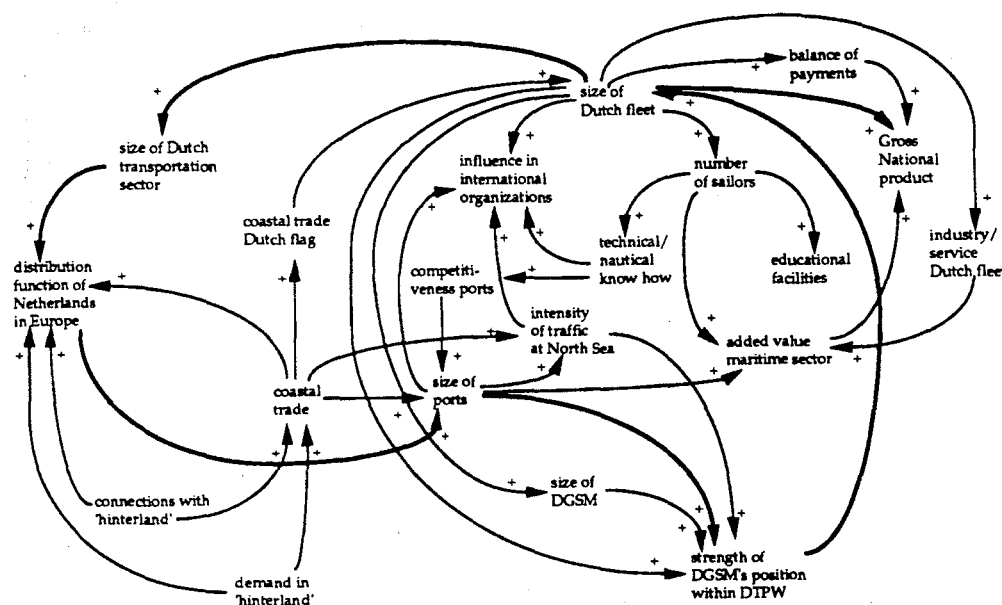 balance of
payments
size of
Dutch fleet
size of Dutch
transportation
sector
influence in
international
organizations
number
of sailors
Gross
National
product
coastal trade
Dutch flag
technical/
nautical
know how
educational
facilities
industry/
service
Dutch fleet
distribution
function of
Netherlands
in Europe
competiti-
veness ports
intensity
of traffic
at North Sea
added value
maritime sector
coastal
trade
size of
ports
connections with
'hinterland'
size of
DGSM
strength of
DGSM's position
within DTPW
demand in
'hinterland'